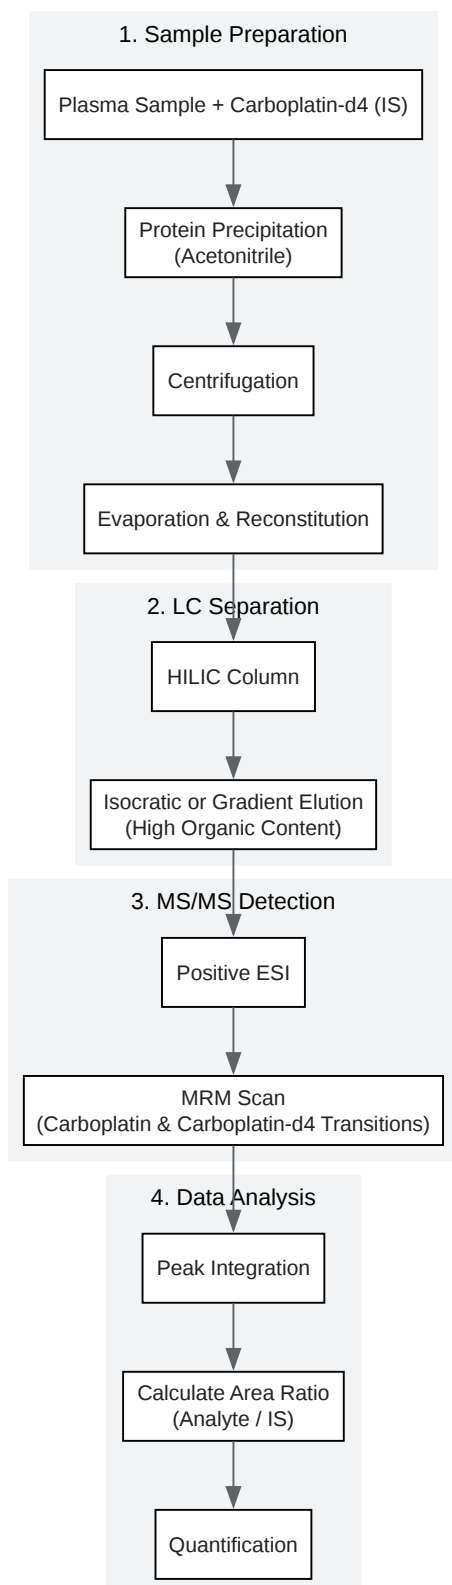 1. Sample Preparation
Plasma Sample + Carboplatin-d4 (IS)
Protein Precipitation
(Acetonitrile)
Centrifugation
Evaporation & Reconstitution
2. LC Separation
HILIC Column
Isocratic or Gradient Elution
(High Organic Content)
3. MS/MS Detection
Positive ESI
MRM Scan
(Carboplatin & Carboplatin-d4 Transitions)
4. Data Analysis
Peak Integration
Calculate Area Ratio
(Analyte / IS)
Quantification